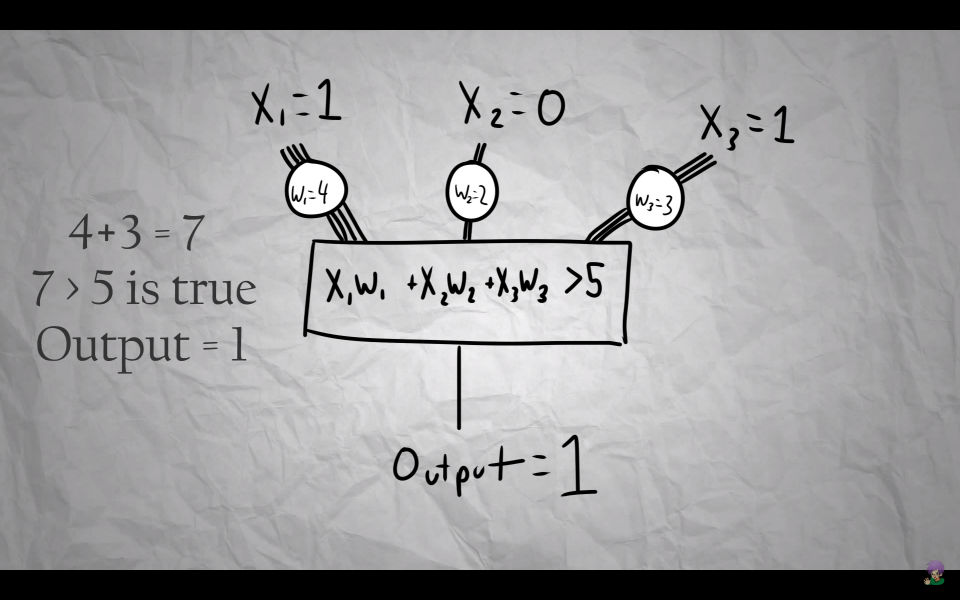 X₁=1
X₂=0
X₃=1
W₁=4
W₂=2
W₃=3
4+3 = 7
7 > 5 is true
Output = 1
X₁W₁ +X₂W₂ +X₃W₃ >5
Output=1